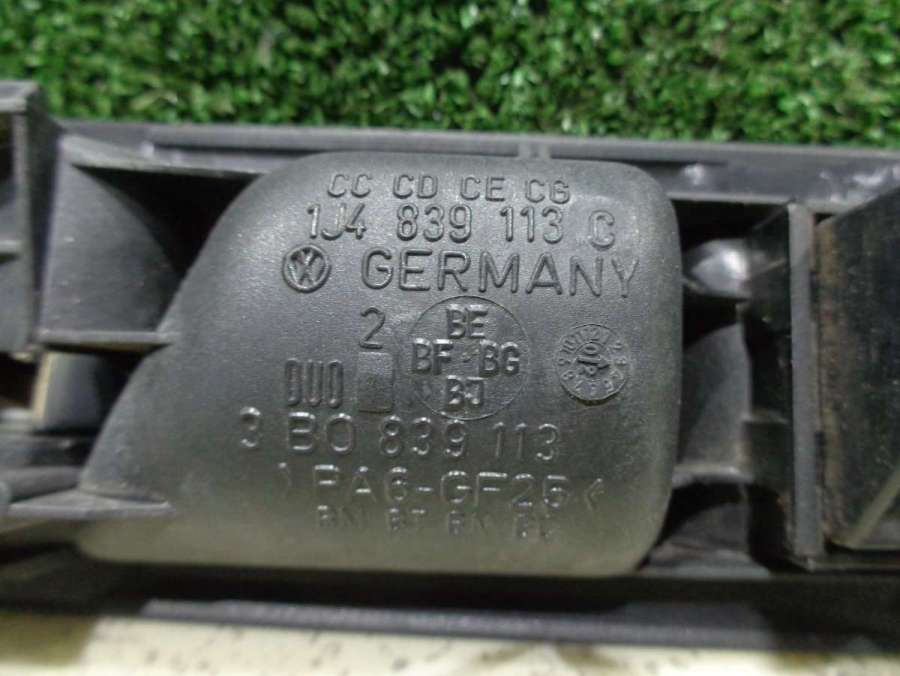 CC CD CE CG
1J4 839 113 C
GERMANY
2
BE
BF-BG
BJ
DUO
3 B0 839 113
PA6-GF25